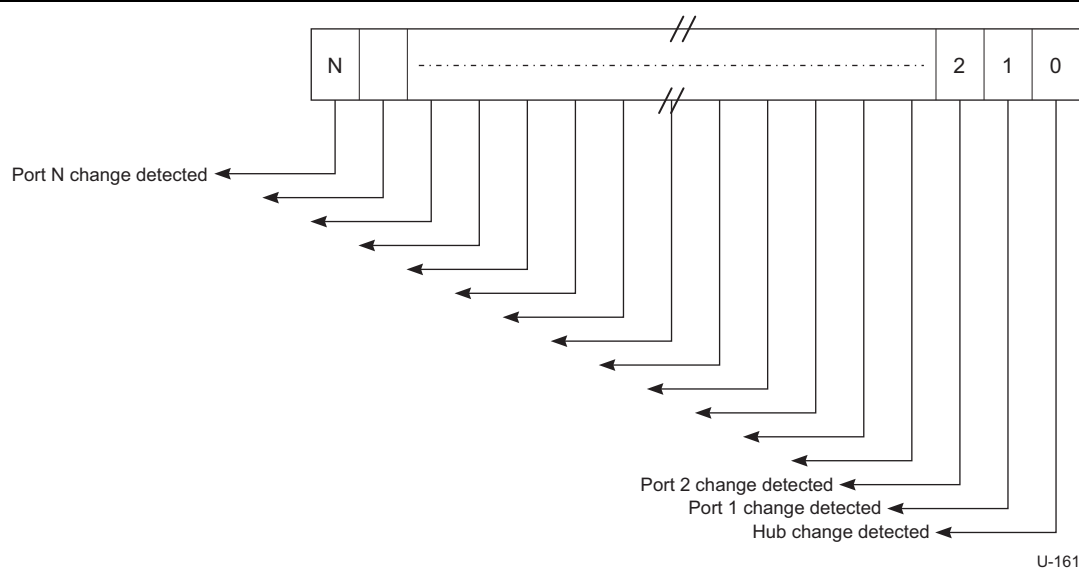 N 2 1 0
Port N change detected
Port 2 change detected
Port 1 change detected
Hub change detected
U-161